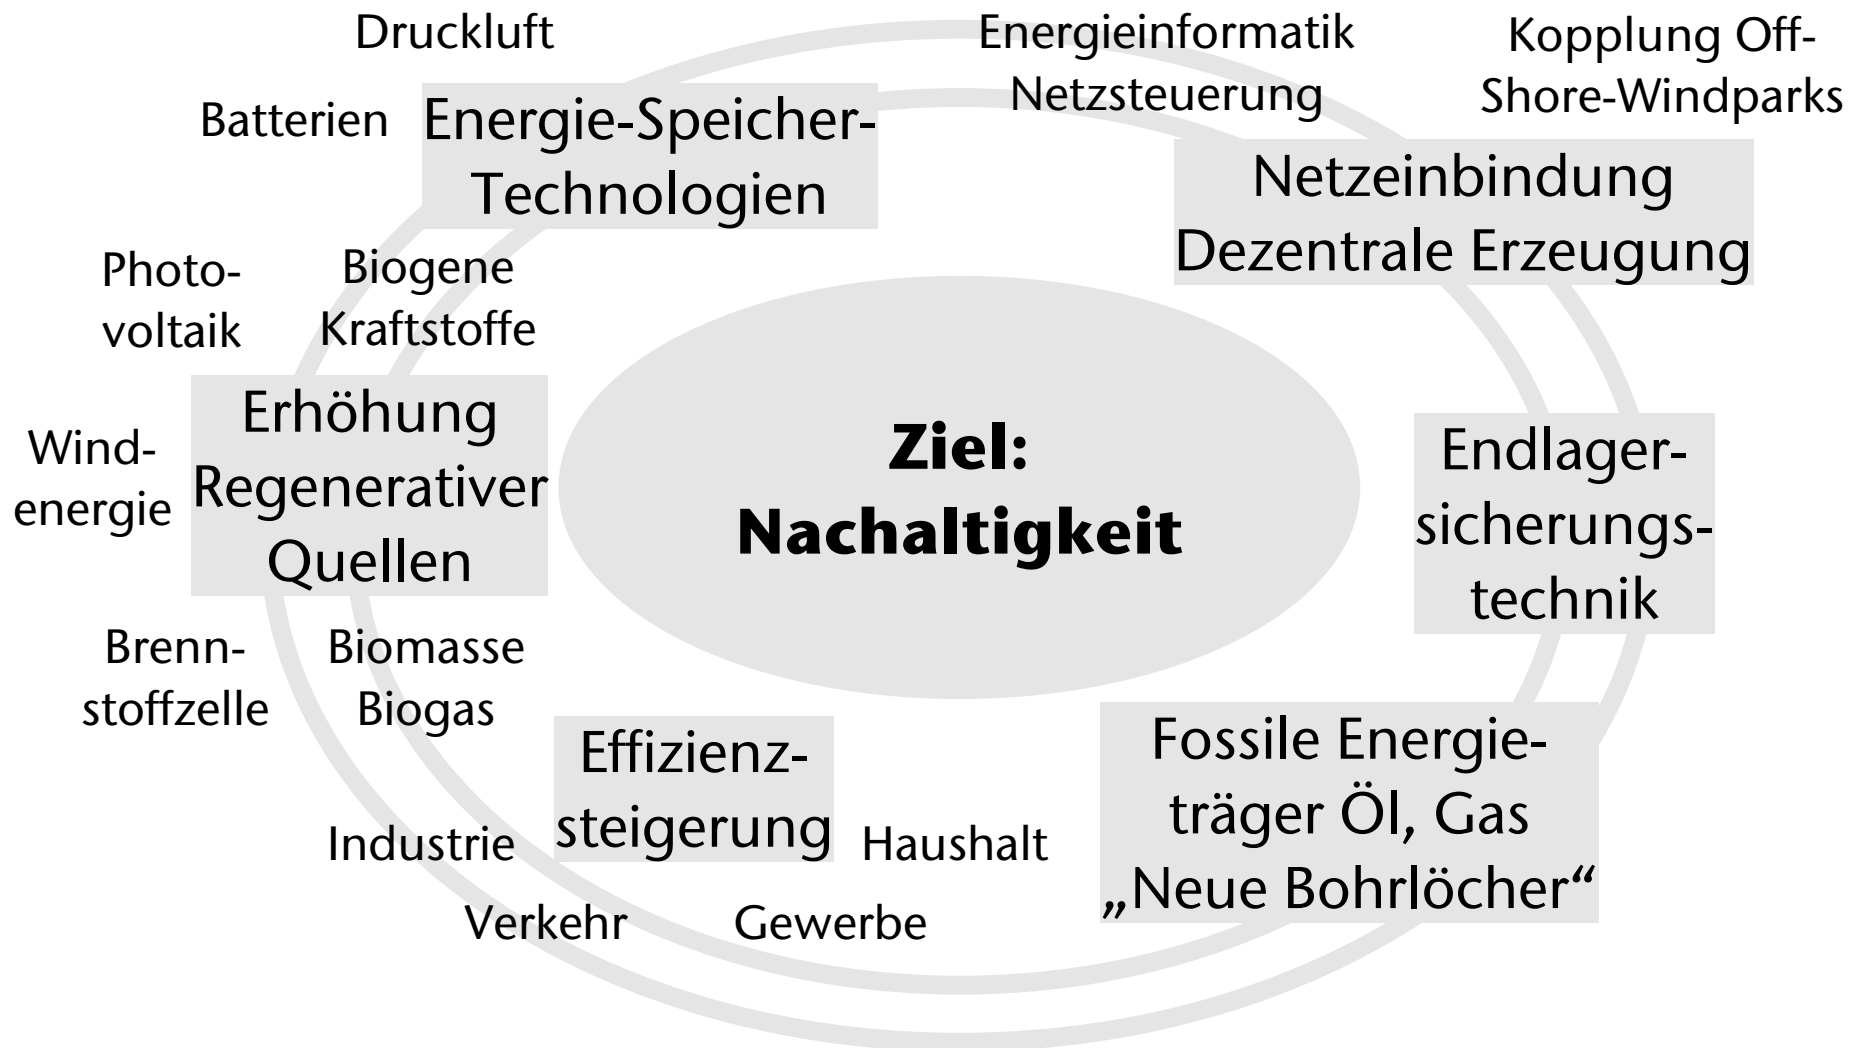 Druckluft
Batterien
Energie-Speicher-
Technologien
Energieinformatik
Netzsteuerung
Kopplung Off-
Shore-Windparks
Netzeinbindung
Dezentrale Erzeugung
Photo-
voltaik
Biogene
Kraftstoffe
Wind-
energie
Erhöhung
Regenerativer
Quellen
Ziel:
Nachaltigkeit
Endlager-
sicherungs-
technik
Brenn-
stoffzelle
Biomasse
Biogas
Effizienz-
steigerung
Industrie
Haushalt
Verkehr
Gewerbe
Fossile Energie-
träger Öl, Gas
„Neue Bohrlöcher“